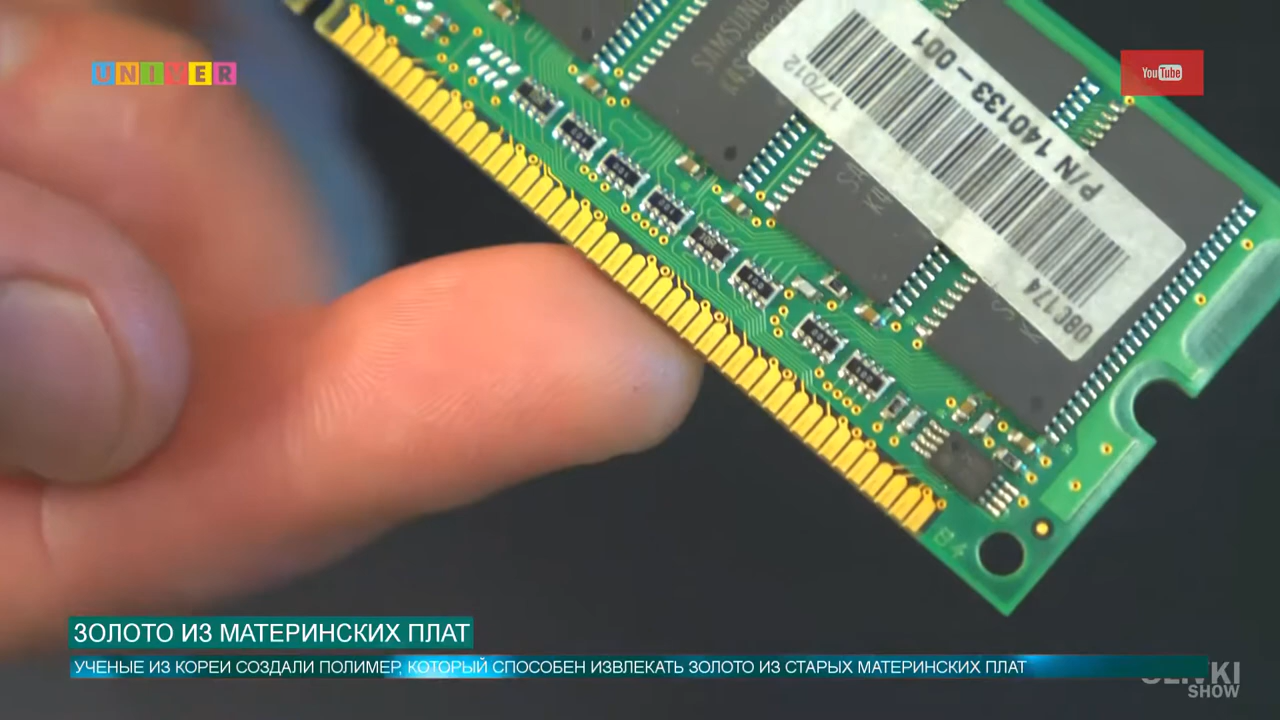 UNIVER
YouTube
SAMSUNG
177012
P/N 140133-001
08C174
84
ЗОЛОТО ИЗ МАТЕРИНСКИХ ПЛАТ
УЧЕНЫЕ ИЗ КОРЕИ СОЗДАЛИ ПОЛИМЕР, КОТОРЫЙ СПОСОБЕН ИЗВЛЕКАТЬ ЗОЛОТО ИЗ СТАРЫХ МАТЕРИНСКИХ ПЛАТ
SHOW